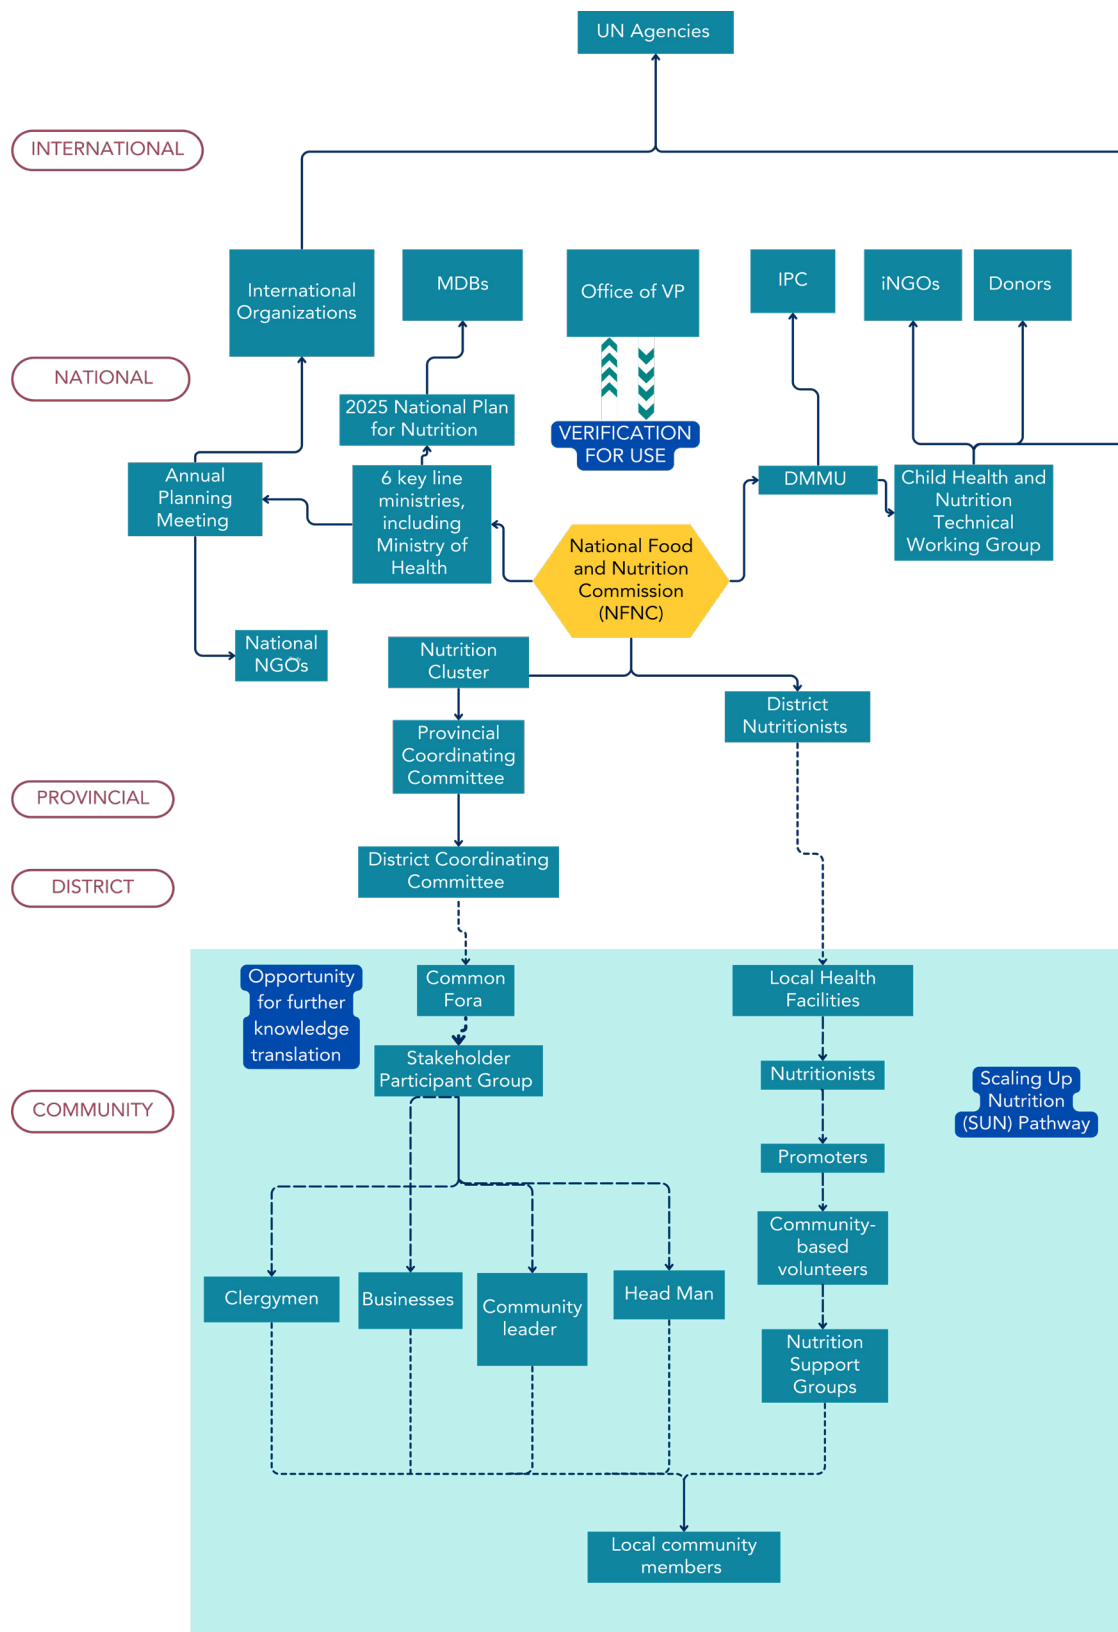 UN Agencies
INTERNATIONAL
International
Organizations
MDBs
Office of VP
IPC
iNGOs
Donors
NATIONAL
2025 National Plan
for Nutrition
VERIFICATION
FOR USE
Annual
Planning
Meeting
6 key line
ministries,
including
Ministry of
Health
DMMU
Child Health and
Nutrition
Technical
Working Group
National Food
and Nutrition
Commission
(NFNC)
National
NGOs
Nutrition
Cluster
District
Nutritionists
Provincial
Coordinating
Committee
PROVINCIAL
District Coordinating
Committee
DISTRICT
Opportunity
for further
knowledge
translation
Common
Fora
Local Health
Facilities
Stakeholder
Participant Group
Nutritionists
Scaling Up
Nutrition
(SUN) Pathway
COMMUNITY
Promoters
Community-
based
volunteers
Clergymen
Businesses
Community
leader
Head Man
Nutrition
Support
Groups
Local community
members